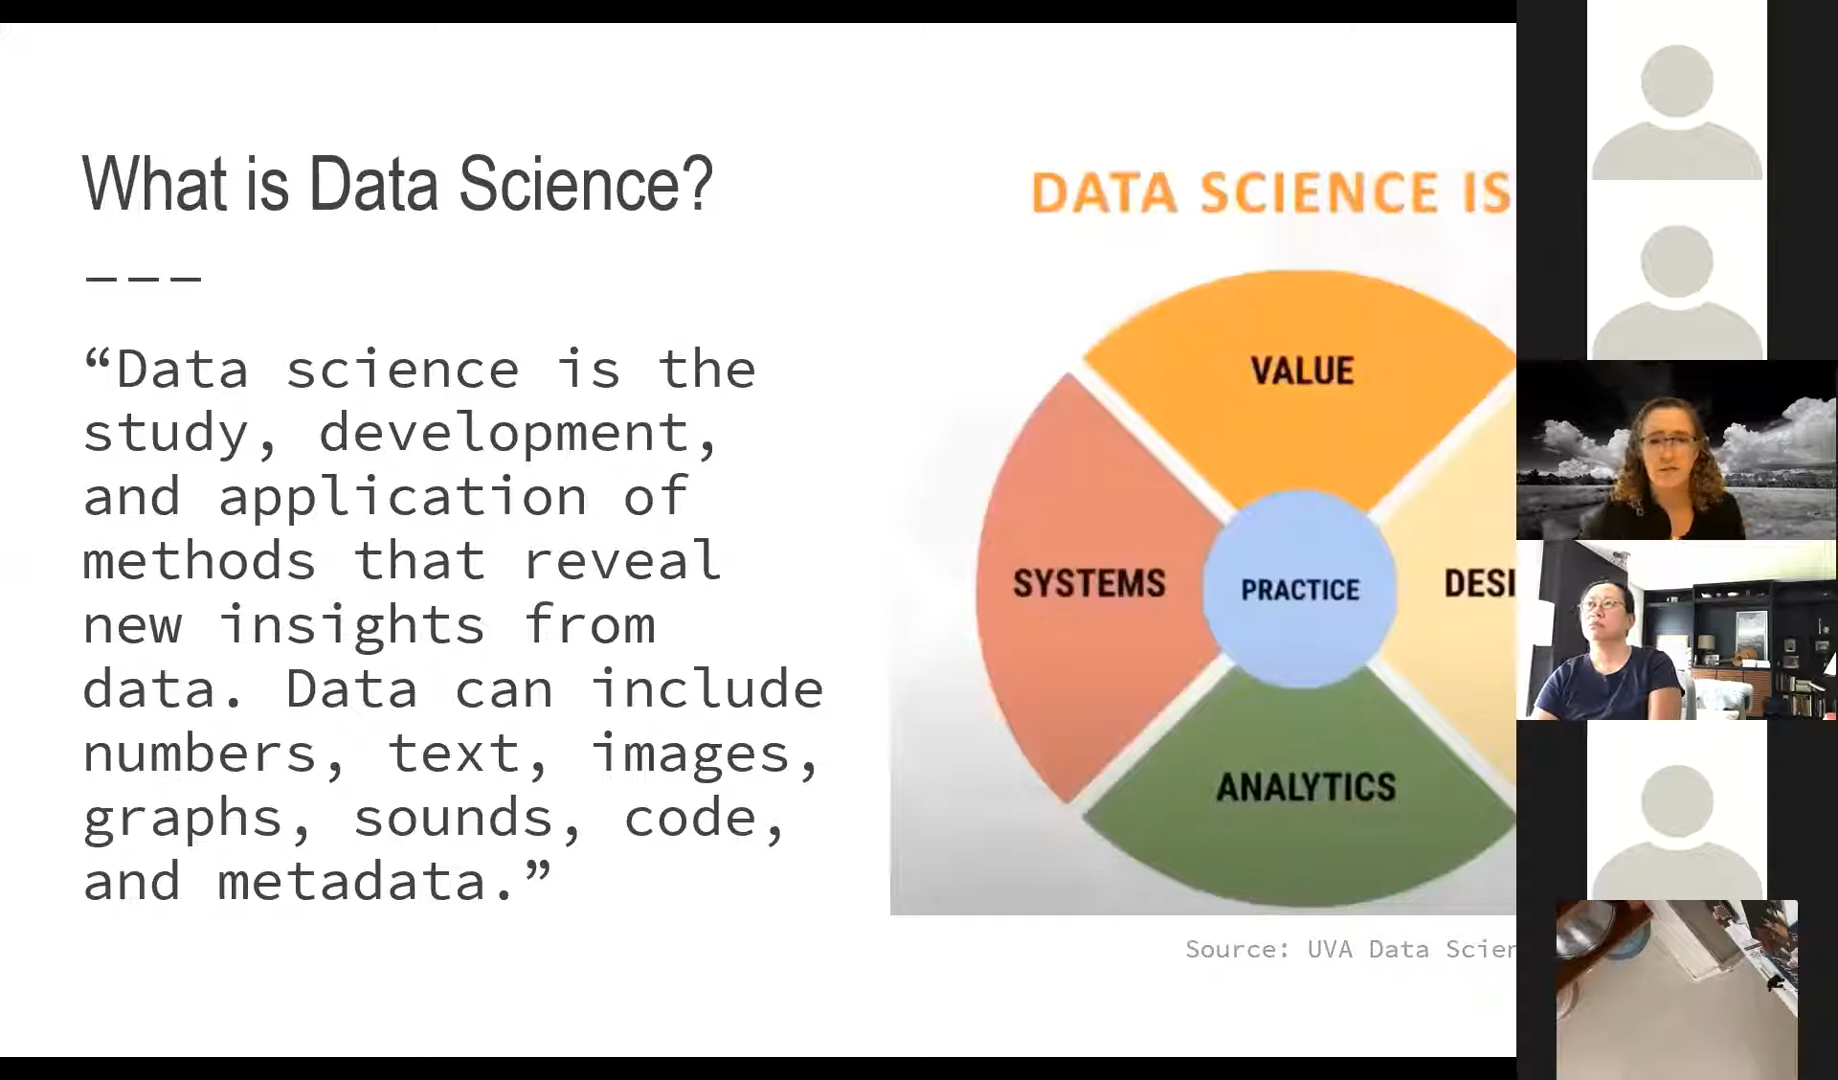 What is Data Science?
“Data science is the
study, development,
and application of
methods that reveal
new insights from
data. Data can include
numbers, text, images,
graphs, sounds, code,
and metadata.”
DATA SCIENCE IS
VALUE
SYSTEMS
PRACTICE
DESI
ANALYTICS
Source: UVA Data Scien